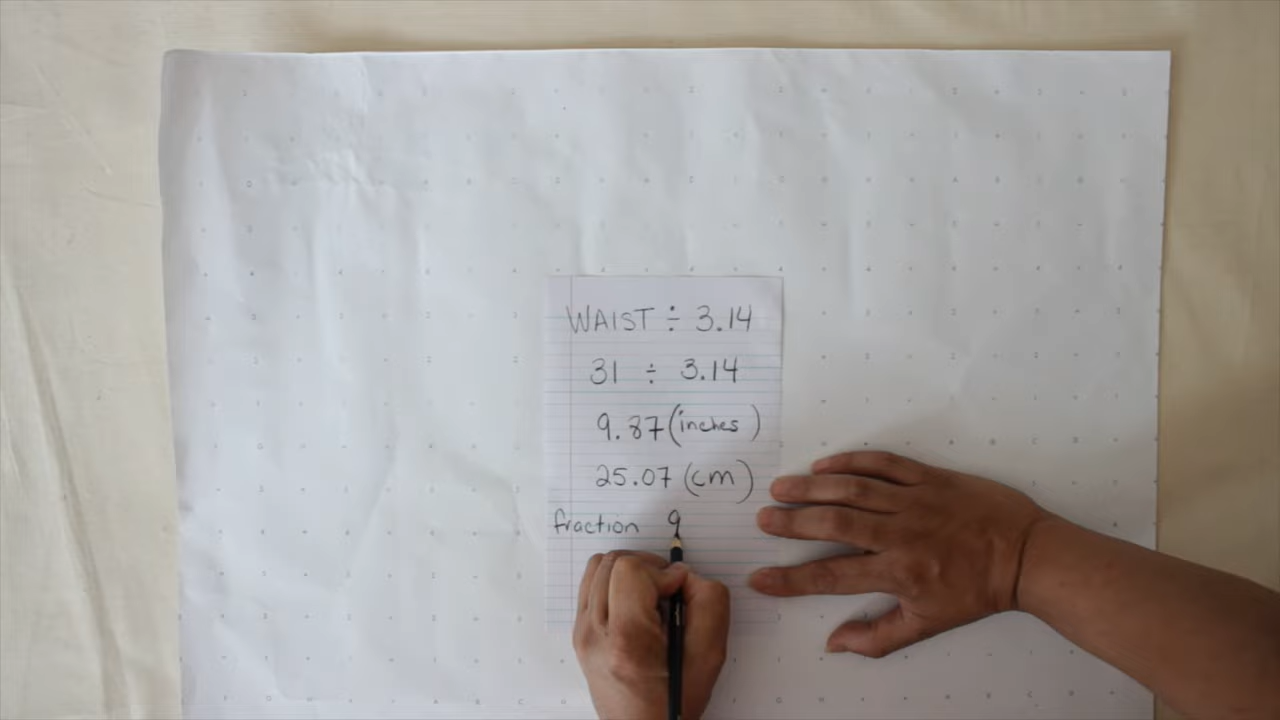 WAIST ÷ 3.14
31 ÷ 3.14
9.87 (inches)
25.07 (cm)
fraction 9